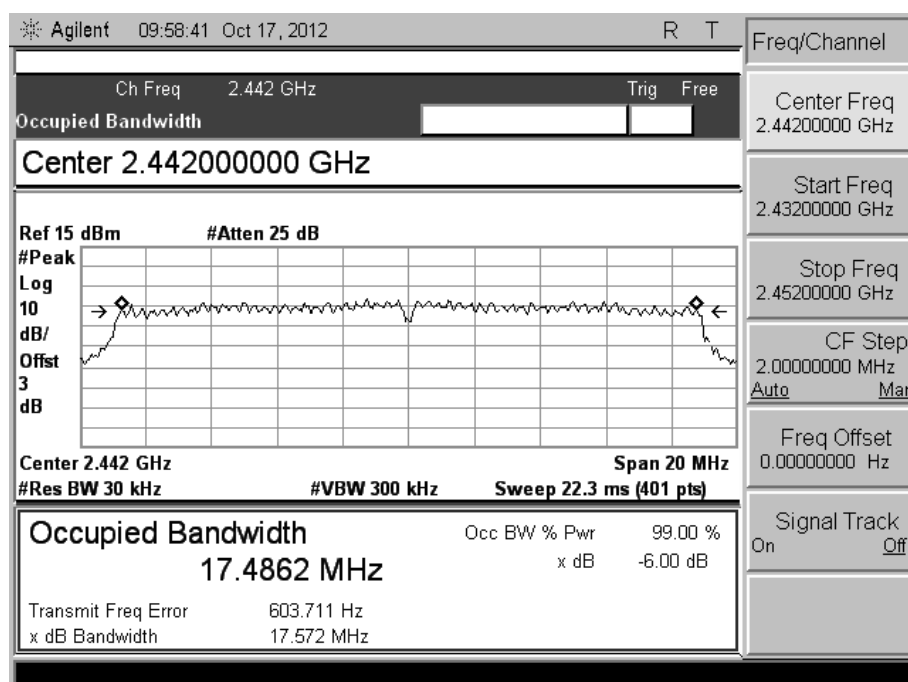 Agilent 09:58:41 Oct 17, 2012 R T
Ch Freq 2.442 GHz Trig Free
Occupied Bandwidth
Center 2.442000000 GHz
Ref 15 dBm #Atten 25 dB
#Peak
Log
10
dB/
Offst
3
dB
Center 2.442 GHz Span 20 MHz
#Res BW 30 kHz #VBW 300 kHz Sweep 22.3 ms (401 pts)
Occupied Bandwidth Occ BW % Pwr 99.00 %
17.4862 MHz x dB -6.00 dB
Transmit Freq Error 603.711 Hz
x dB Bandwidth 17.572 MHz
Freq/Channel
Center Freq
2.44200000 GHz
Start Freq
2.43200000 GHz
Stop Freq
2.45200000 GHz
CF Step
2.00000000 MHz
Auto Mar
Freq Offset
0.00000000 Hz
Signal Track
On Off